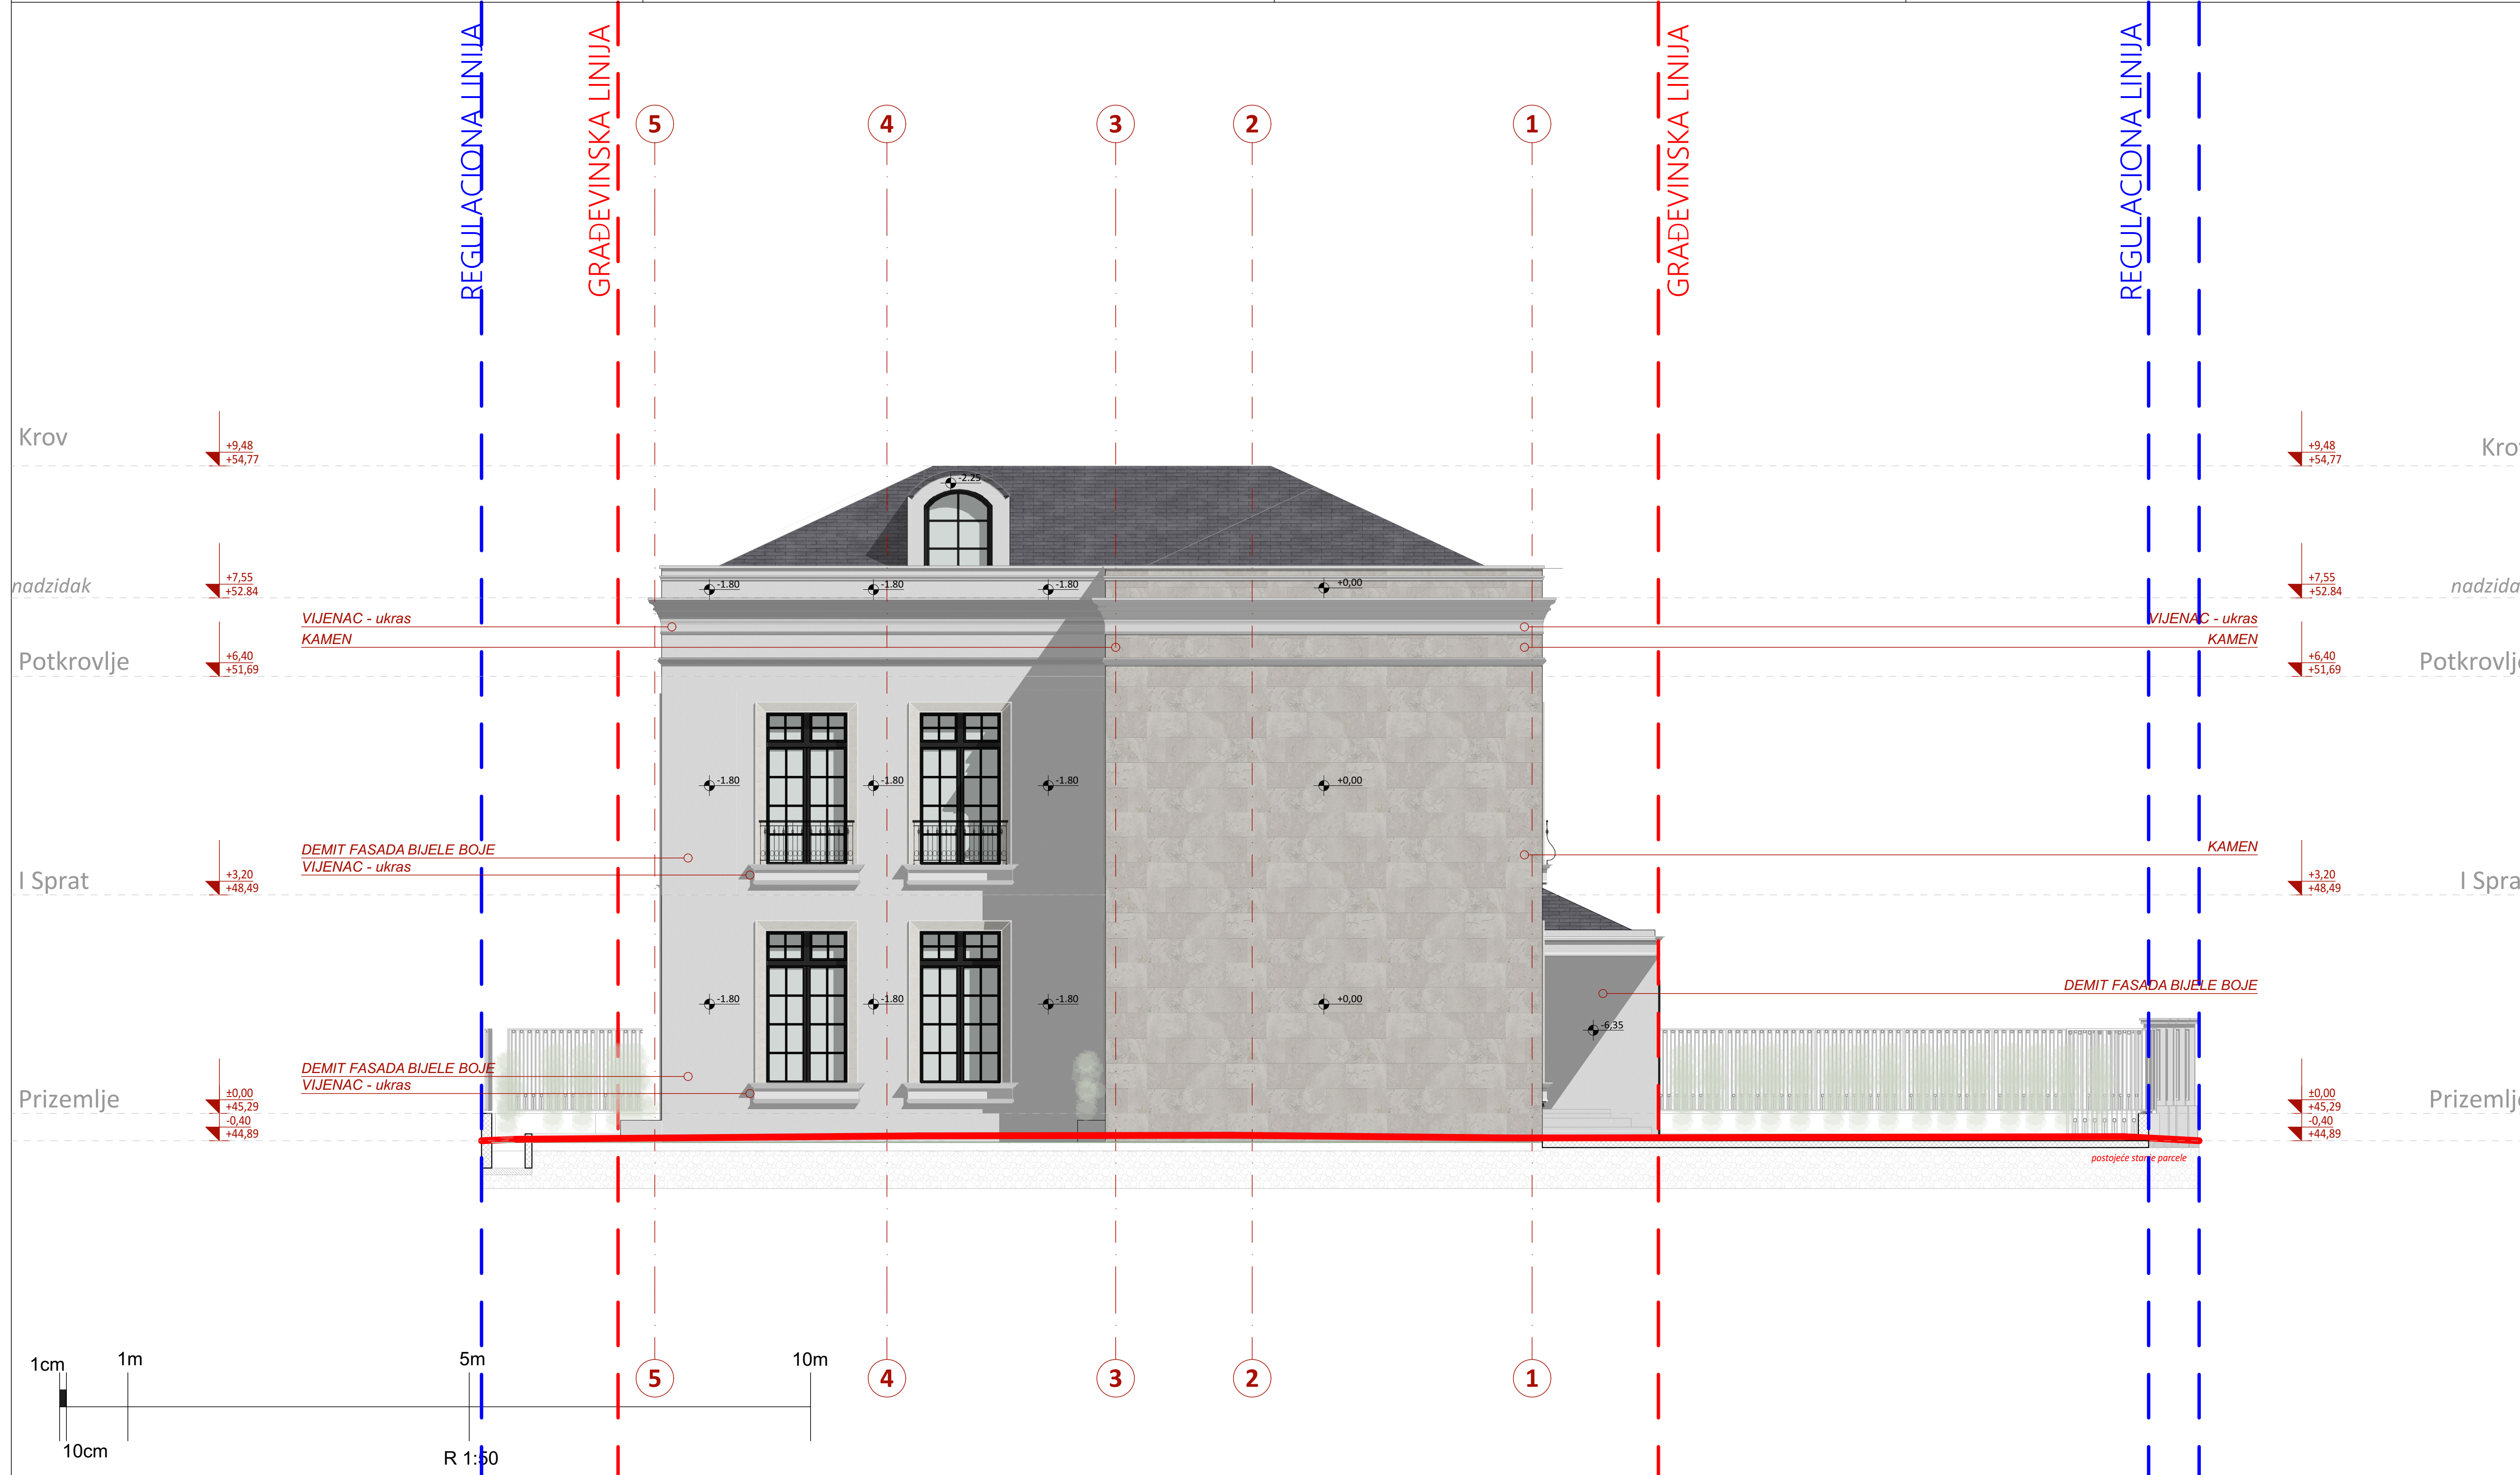 REGULACIONA LINIJA
GRAĐEVINSKA LINIJA
GRAĐEVINSKA LINIJA
REGULACIONA LINIJA
5
4
3
2
1
Krov
+9,48
+54,77
+9,48
+54,77
Krov
-2.25
nadzidak
+7,55
+52.84
-1.80
-1.80
-1.80
+0,00
+7,55
+52.84
nadzida
VIJENAC - ukras
VIJENAC - ukras
KAMEN
KAMEN
Potkrovlje
+6,40
+51,69
+6,40
+51,69
Potkrovlje
-1.80
-1.80
-1.80
+0,00
DEMIT FASADA BIJELE BOJE
VIJENAC - ukras
KAMEN
I Sprat
+3,20
+48,49
+3,20
+48,49
I Spra
-1.80
-1.80
-1.80
+0,00
DEMIT FASADA BIJELE BOJE
-6,35
DEMIT FASADA BIJELE BOJE
VIJENAC - ukras
Prizemlje
±0,00
+45,29
-0,40
+44,89
±0,00
+45,29
-0,40
+44,89
Prizemlje
postojeće stanje parcele
1cm
1m
5m
10m
10cm
R 1:50
5
4
3
2
1